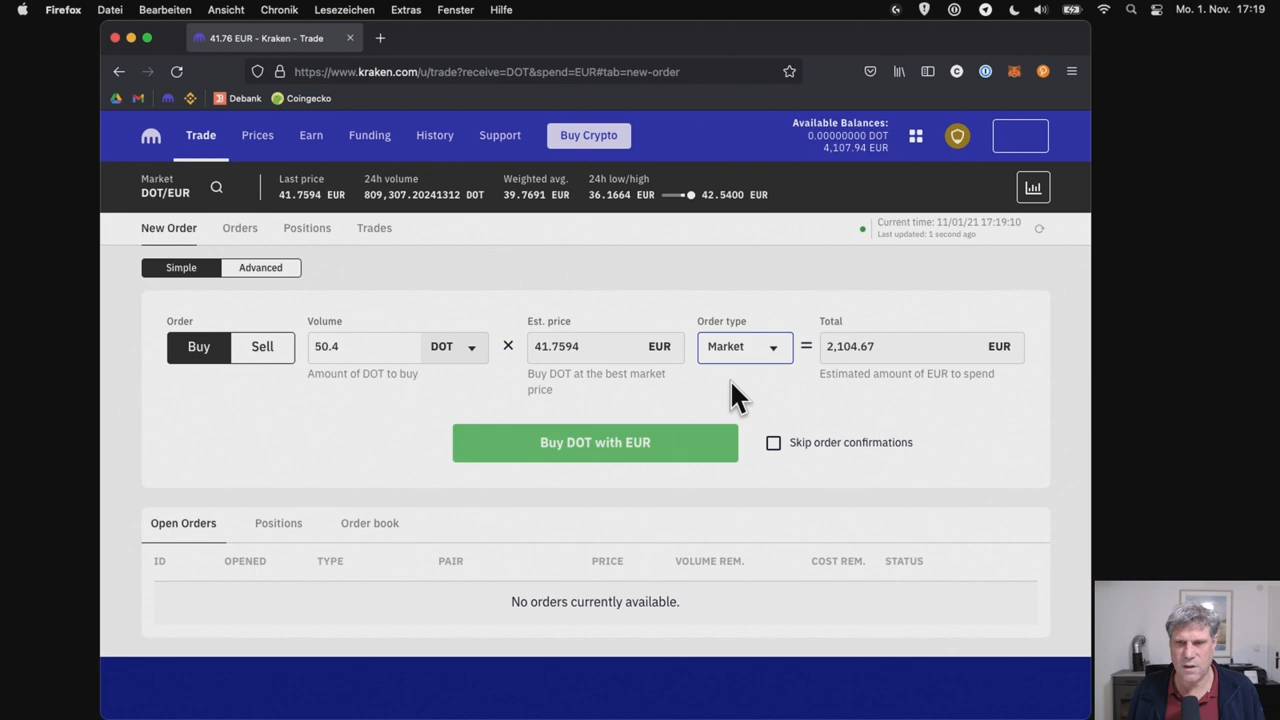 Firefox Datei Bearbeiten Ansicht Chronik Lesezeichen Extras Fenster Hilfe Mo. 1. Nov. 17:19
41.76 EUR - Kraken - Trade
https://www.kraken.com/u/trade?receive=DOT&spend=EUR#tab=new-order
Debank Coingecko
Trade Prices Earn Funding History Support Buy Crypto
Available Balances:
0.00000000 DOT
4,107.94 EUR
Market Last price 24h volume Weighted avg. 24h low/high
DOT/EUR 41.7594 EUR 809,307.20241312 DOT 39.7691 EUR 36.1664 EUR 42.5400 EUR
New Order Orders Positions Trades
Current time: 11/01/21 17:19:10
Last updated: 1 second ago
Simple Advanced
Order Volume Est. price Order type Total
Buy Sell 50.4 DOT × 41.7594 EUR Market = 2,104.67 EUR
Amount of DOT to buy Buy DOT at the best market Estimated amount of EUR to spend
price
Buy DOT with EUR Skip order confirmations
Open Orders Positions Order book
ID OPENED TYPE PAIR PRICE VOLUME REM. COST REM. STATUS
No orders currently available.